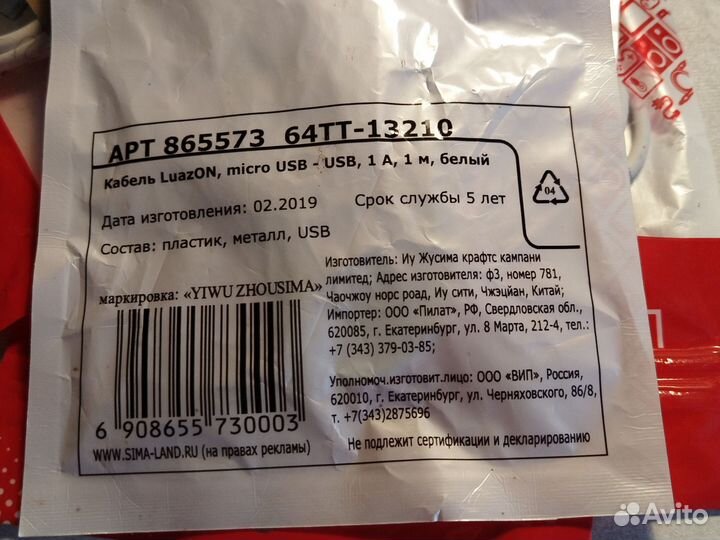 АРТ 865573 64ТТ-13210
Кабель LuazON, micro USB - USB, 1 А, 1 м, белый
Дата изготовления: 02.2019
Срок службы 5 лет
04
Состав: пластик, металл, USB
маркировка: «YIWU ZHOUSIMA»
Изготовитель: Иу Жусима крафтс кампани
лимитед; Адрес изготовителя: ф3, номер 781,
Чаочжоу норс роад, Иу сити, Чжэцйан, Китай;
Импортер: ООО «Пилат», РФ, Свердловская обл.,
620085, г. Екатеринбург, ул. 8 Марта, 212-4, тел.:
+7 (343) 379-03-85;
Уполномоч.изготовит.лицо: ООО «ВИП», Россия,
620010, г. Екатеринбург, ул. Черняховского, 86/8,
т. +7(343)2875696
6 908655 730003
WWW.SIMA-LAND.RU (на правах рекламы)
Не подлежит сертификации и декларированию
Avito